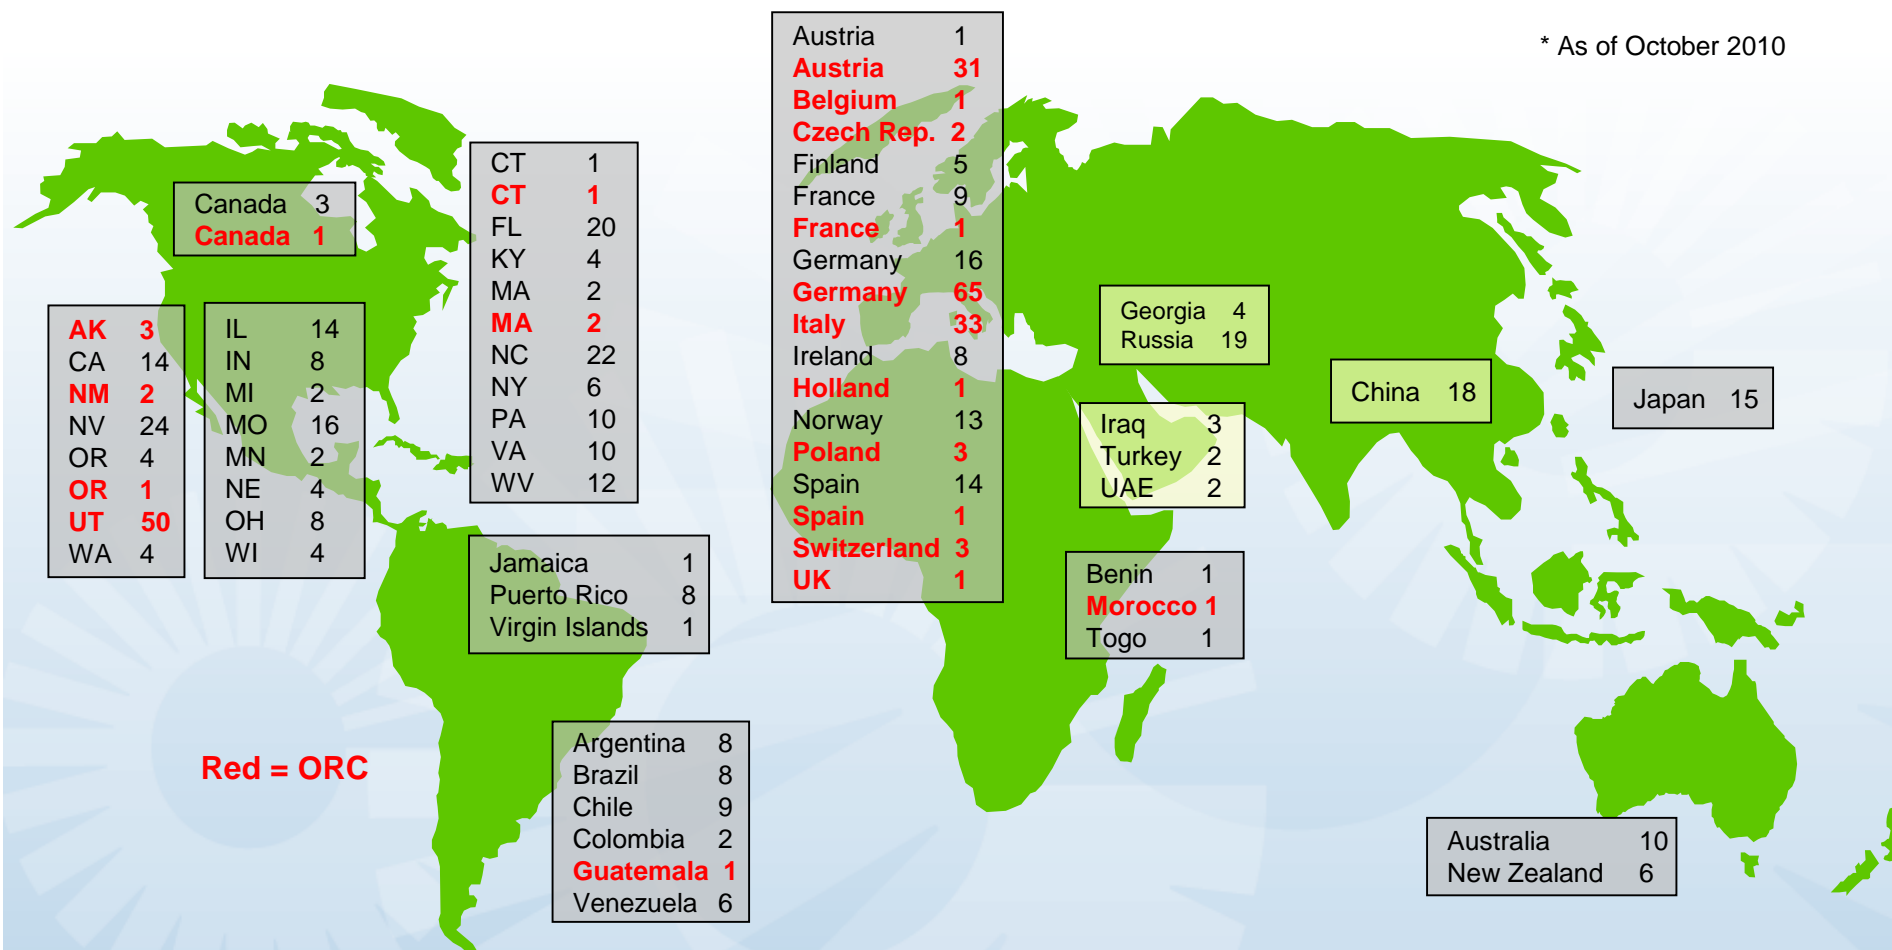 * As of October 2010
Canada 3
Canada 1
AK 3
CA 14
NM 2
NV 24
OR 4
OR 1
UT 50
WA 4
IL 14
IN 8
MI 2
MO 16
MN 2
NE 4
OH 8
WI 4
CT 1
CT 1
FL 20
KY 4
MA 2
MA 2
NC 22
NY 6
PA 10
VA 10
WV 12
Jamaica 1
Puerto Rico 8
Virgin Islands 1
Argentina 8
Brazil 8
Chile 9
Colombia 2
Guatemala 1
Venezuela 6
Red = ORC
Austria 1
Austria 31
Belgium 1
Czech Rep. 2
Finland 5
France 9
France 1
Germany 16
Germany 65
Italy 33
Ireland 8
Holland 1
Norway 13
Poland 3
Spain 14
Spain 1
Switzerland 3
UK 1
Georgia 4
Russia 19
Iraq 3
Turkey 2
UAE 2
Benin 1
Morocco 1
Togo 1
China 18
Japan 15
Australia 10
New Zealand 6